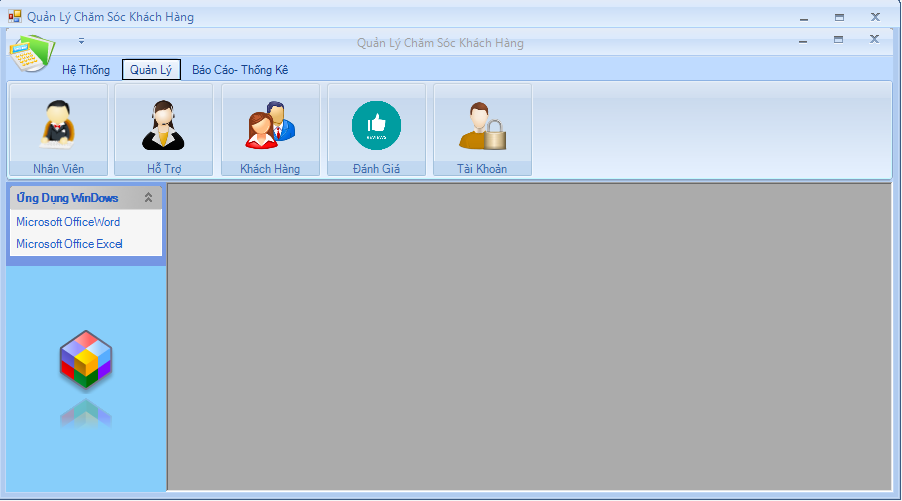 Quản Lý Chăm Sóc Khách Hàng
Quản Lý Chăm Sóc Khách Hàng
Hệ Thống Quản Lý Báo Cáo- Thống Kê
REVIEWS
Nhân Viên Hỗ Trợ Khách Hàng Đánh Giá Tài Khoản
Ứng Dụng WinDows
Microsoft OfficeWord
Microsoft Office Excel